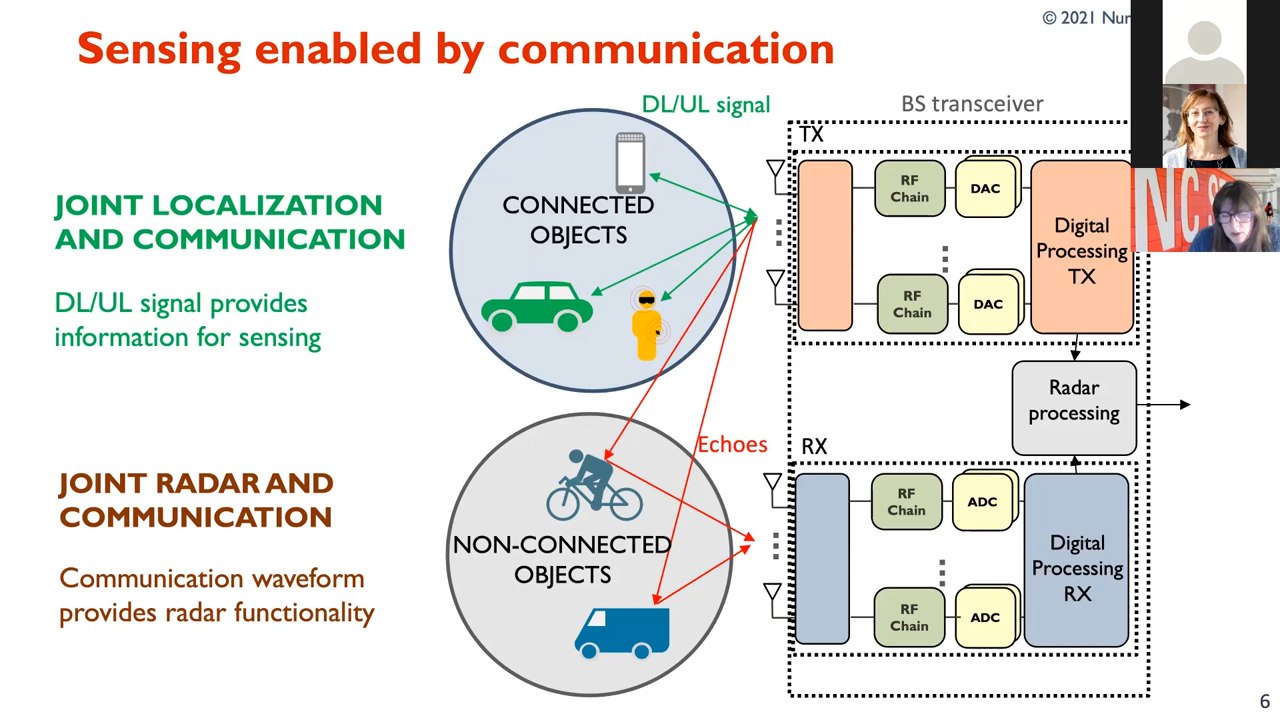 © 2021
Sensing enabled by communication
DL/UL signal
BS transceiver
TX
JOINT LOCALIZATION
AND COMMUNICATION
DL/UL signal provides
information for sensing
CONNECTED
OBJECTS
RF
Chain
DAC
RF
Chain
DAC
Digital
Processing
TX
Radar
processing
JOINT RADAR AND
COMMUNICATION
Communication waveform
provides radar functionality
Echoes
RX
NON-CONNECTED
OBJECTS
RF
Chain
ADC
RF
Chain
ADC
Digital
Processing
RX
NC
6